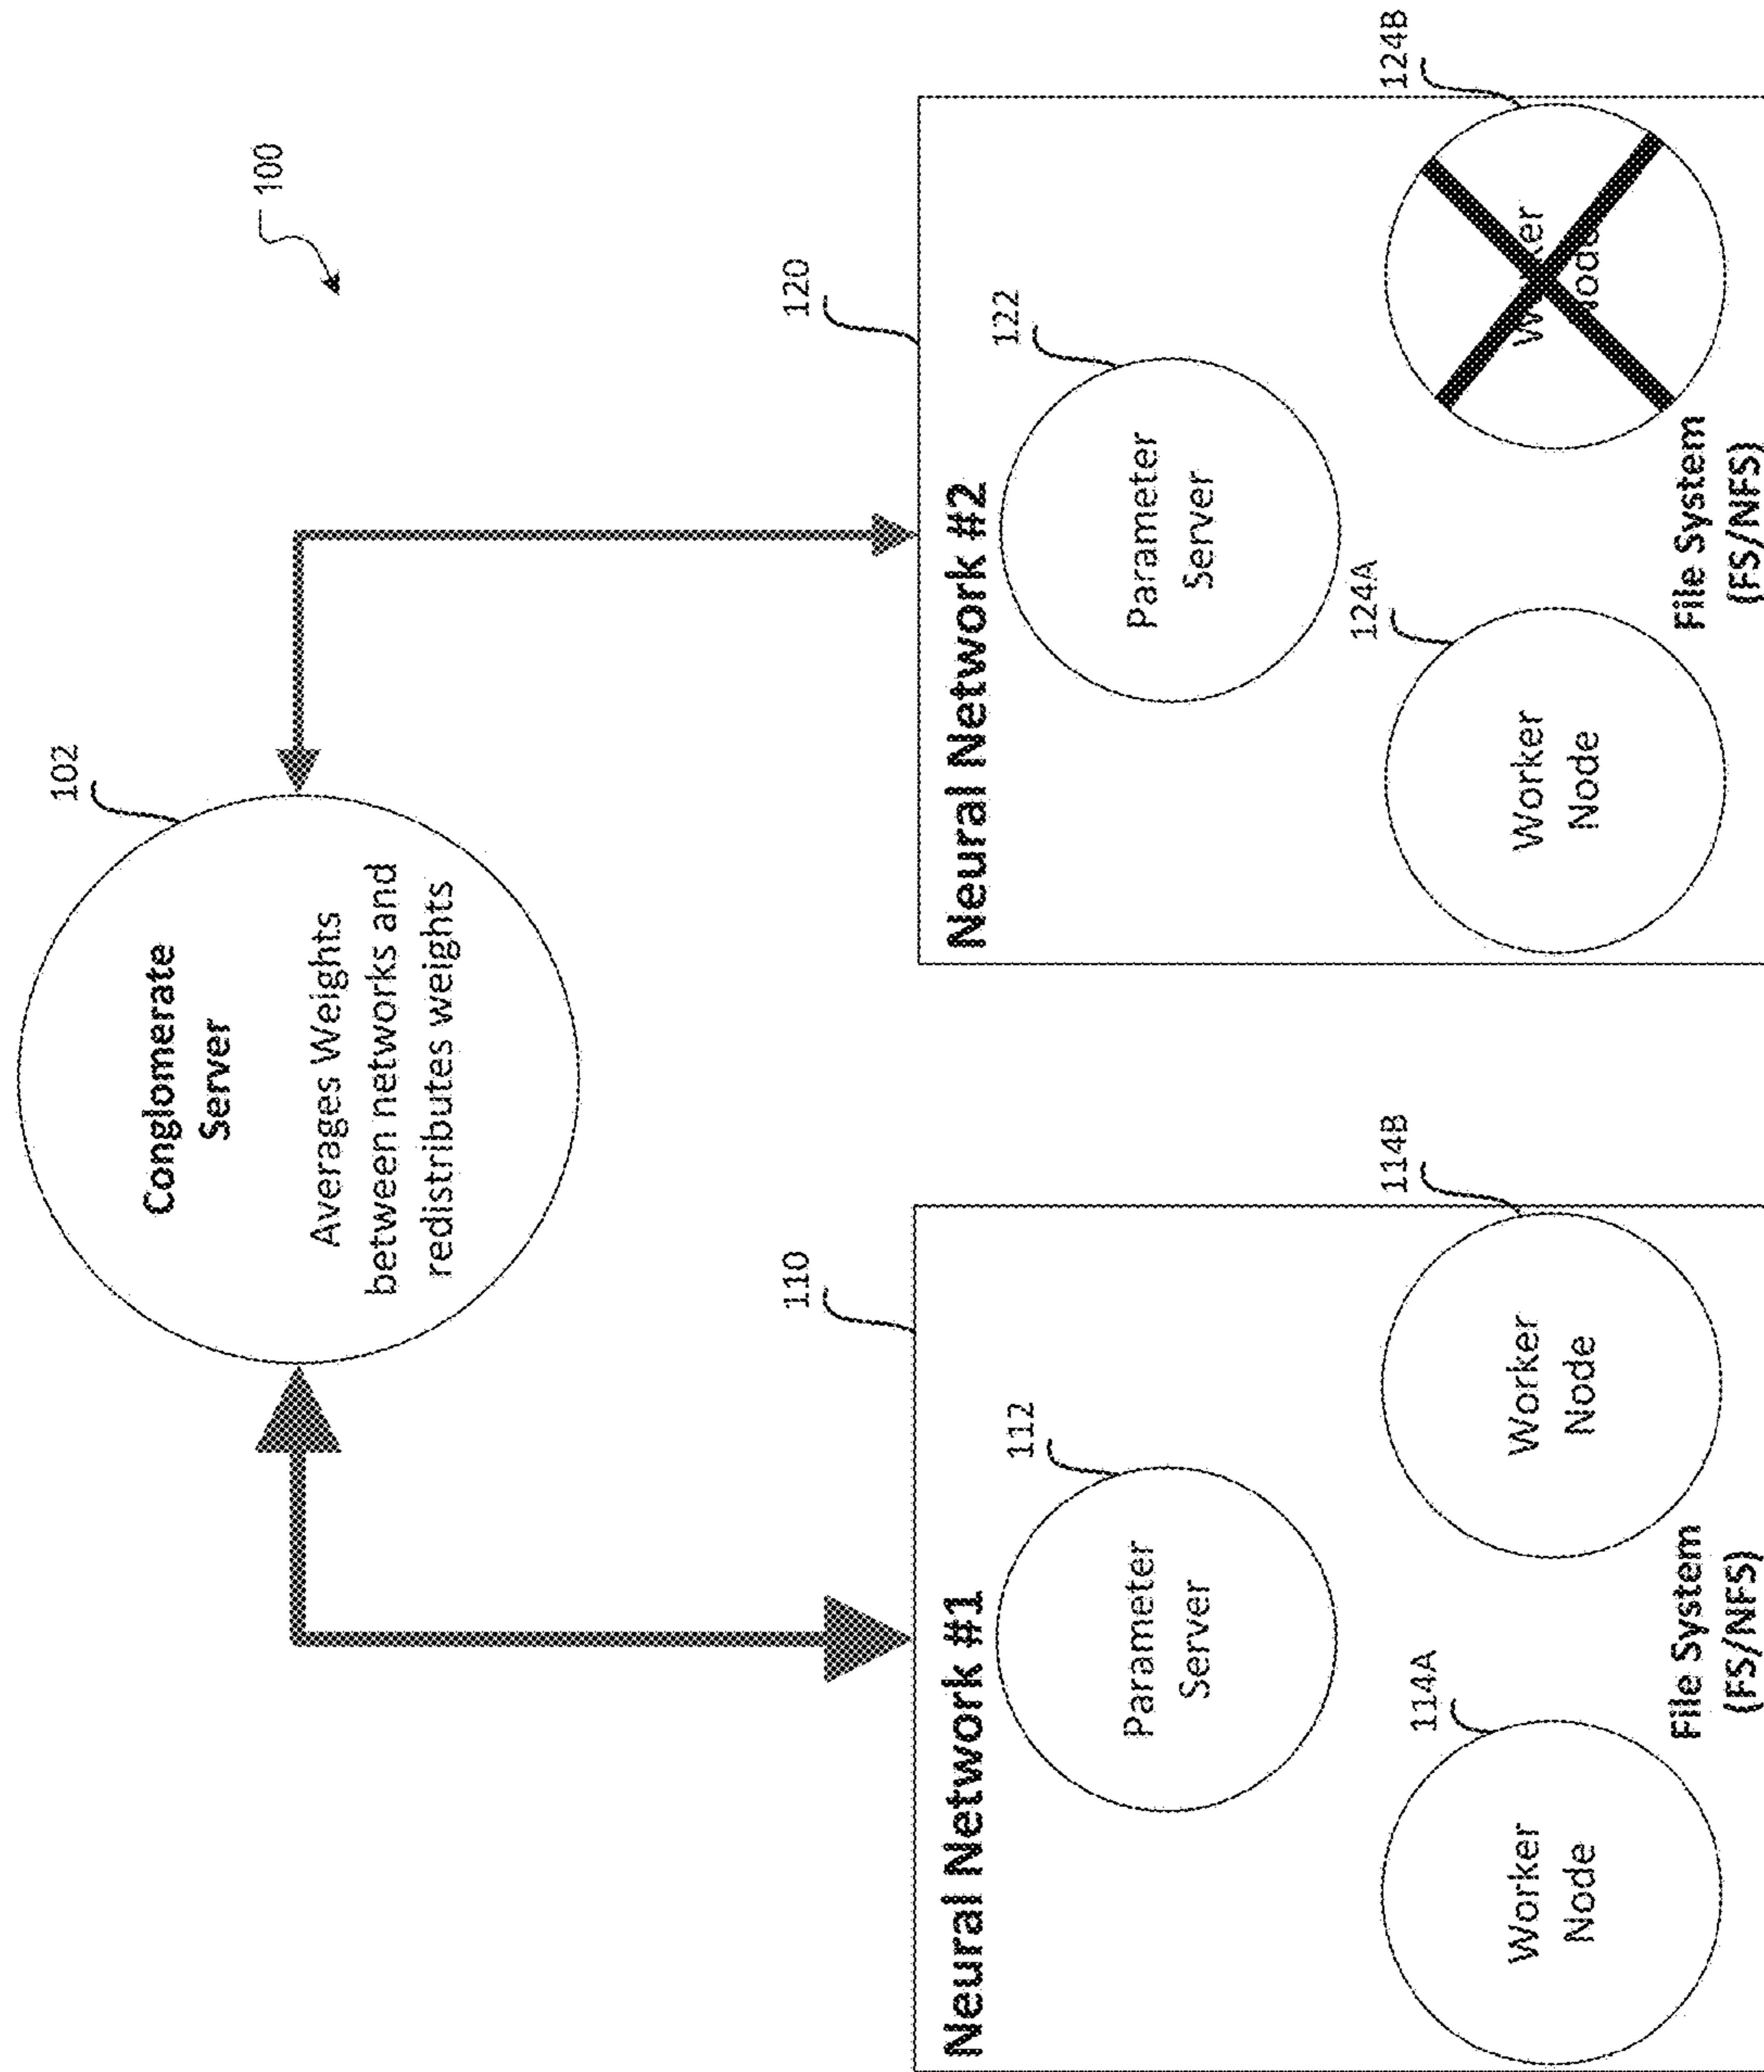 100
102
Conglomerate
Server
Averages Weights
between networks and
redistributes weights
110
Neural Network #1
112
Parameter
Server
114A
Worker
Node
114B
Worker
Node
File System
(FS/NFS)
120
Neural Network #2
122
Parameter
Server
124A
Worker
Node
124B
Worker
Node
File System
(FS/NFS)